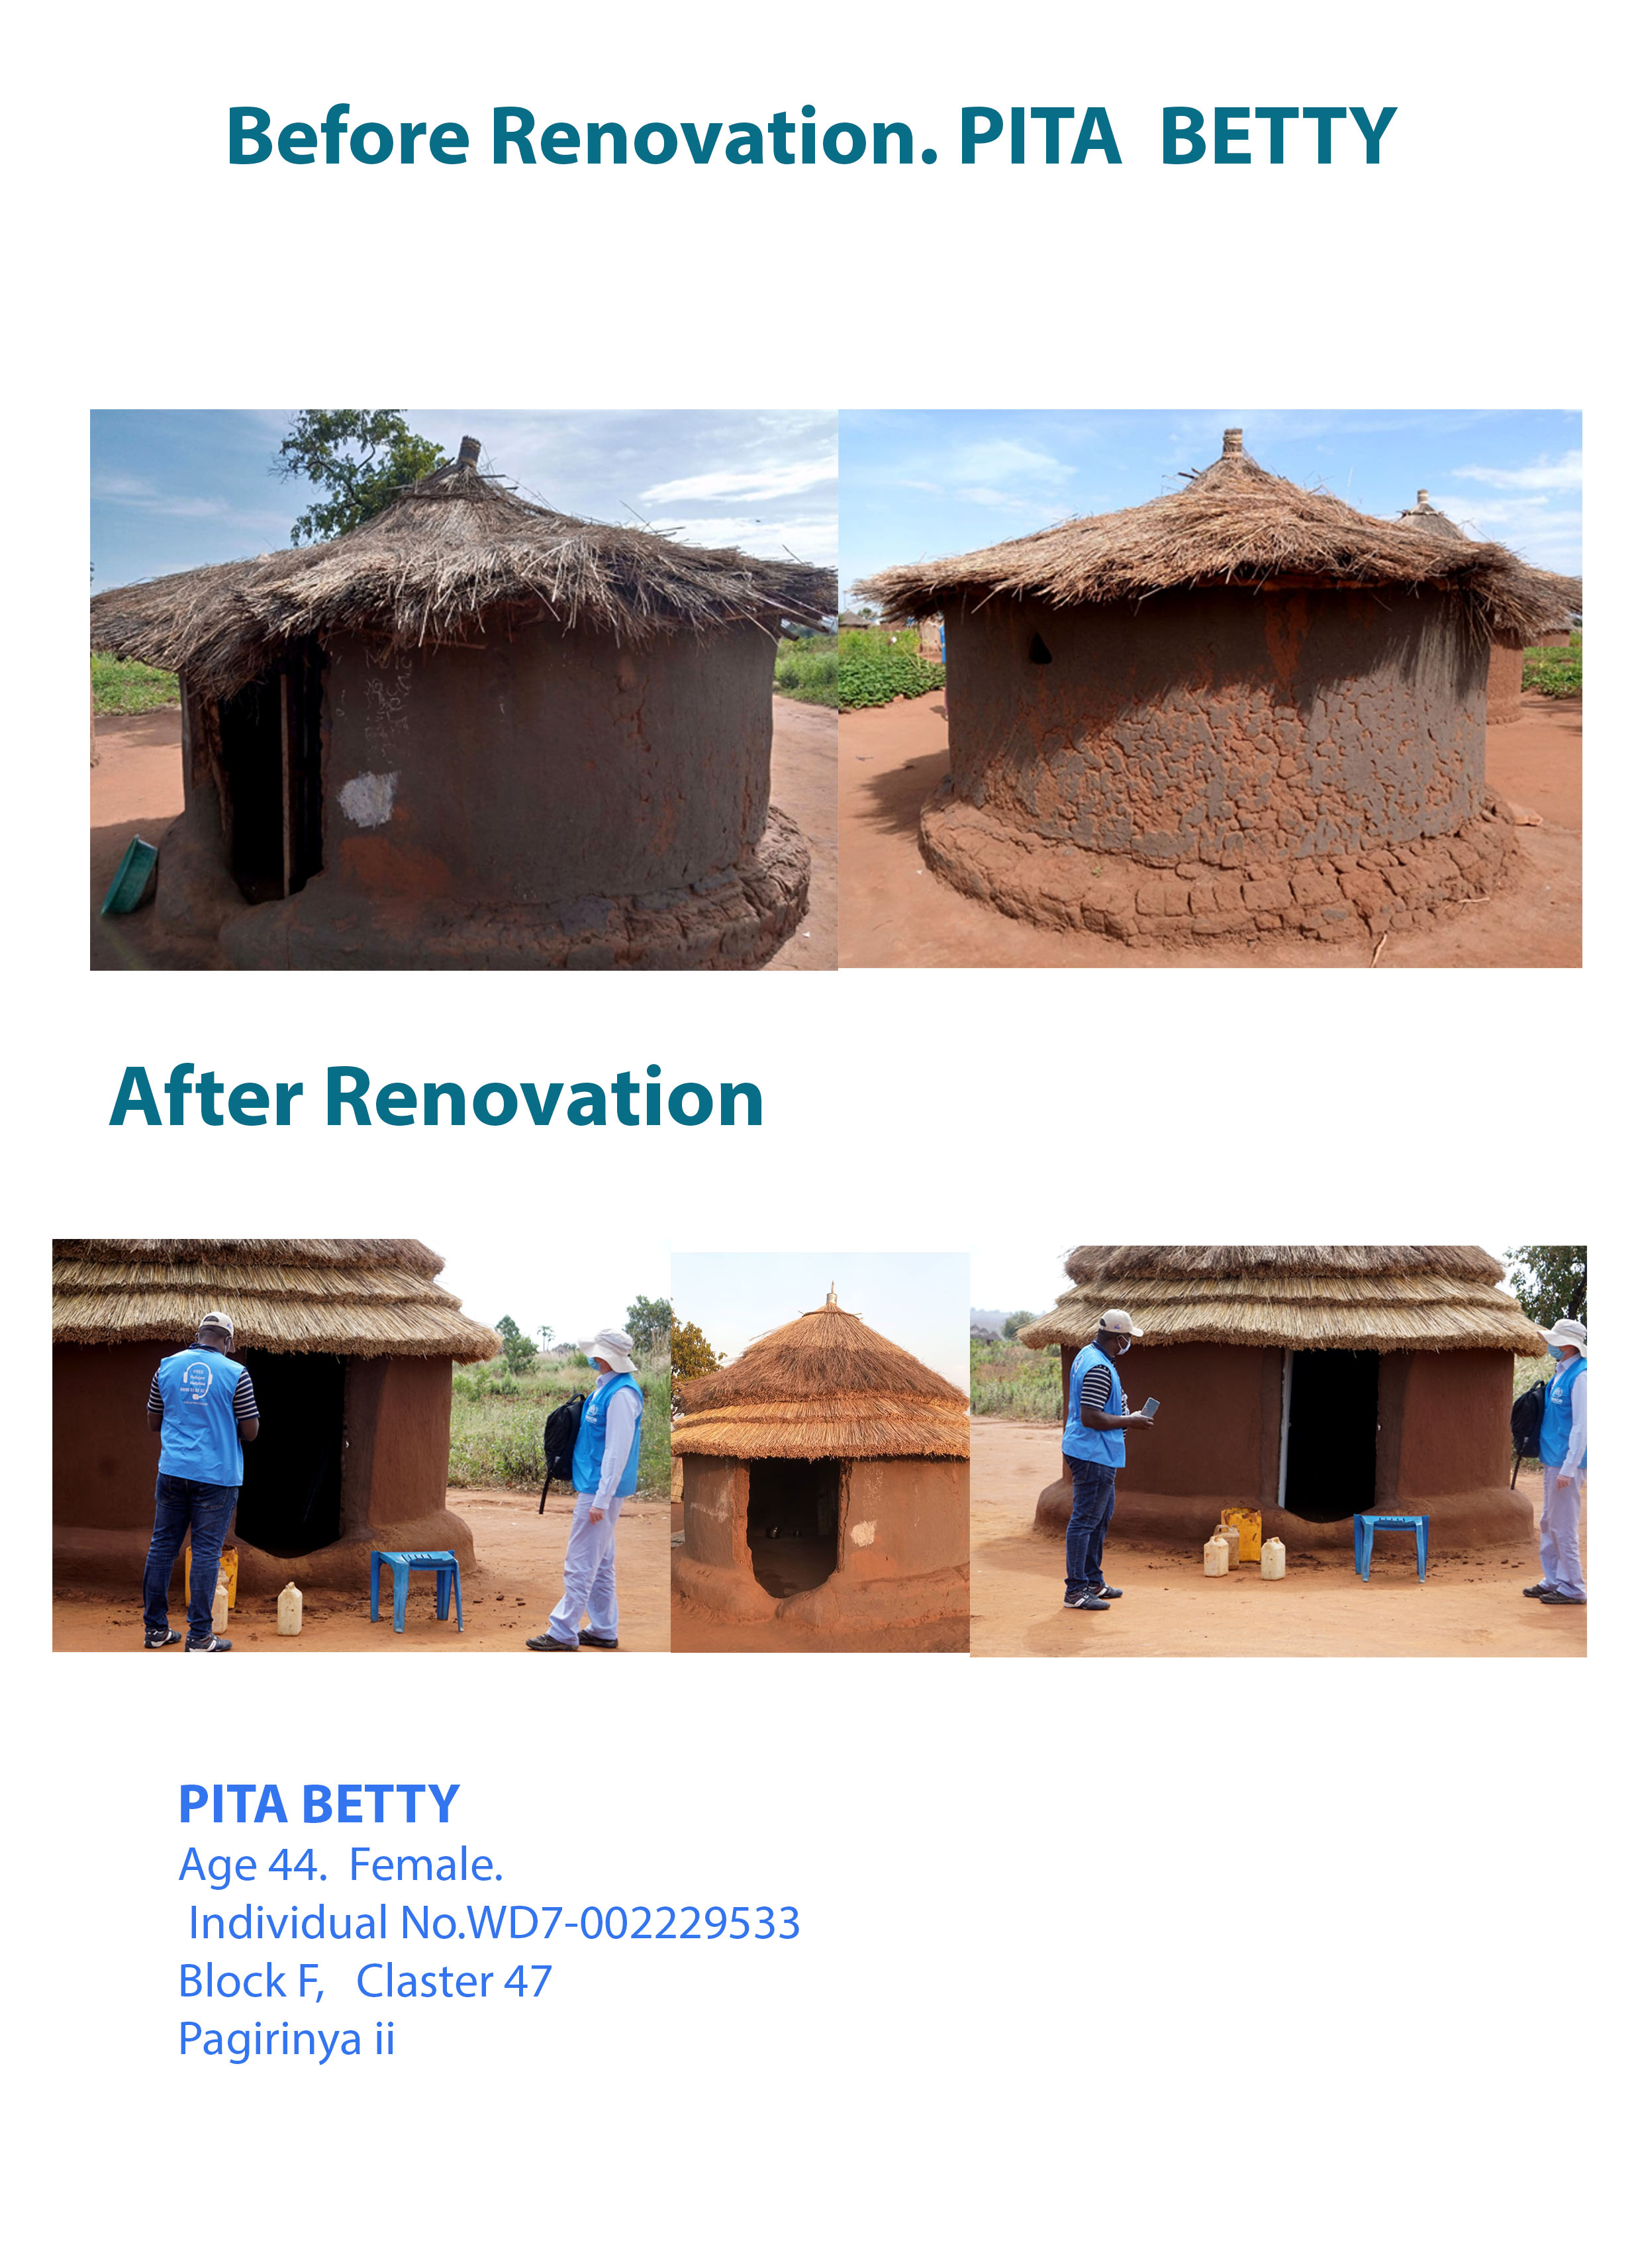 Before Renovation. PITA BETTY
After Renovation
PITA BETTY
Age 44. Female.
Individual No.WD7-002229533
Block F, Claster 47
Pagirinya ii